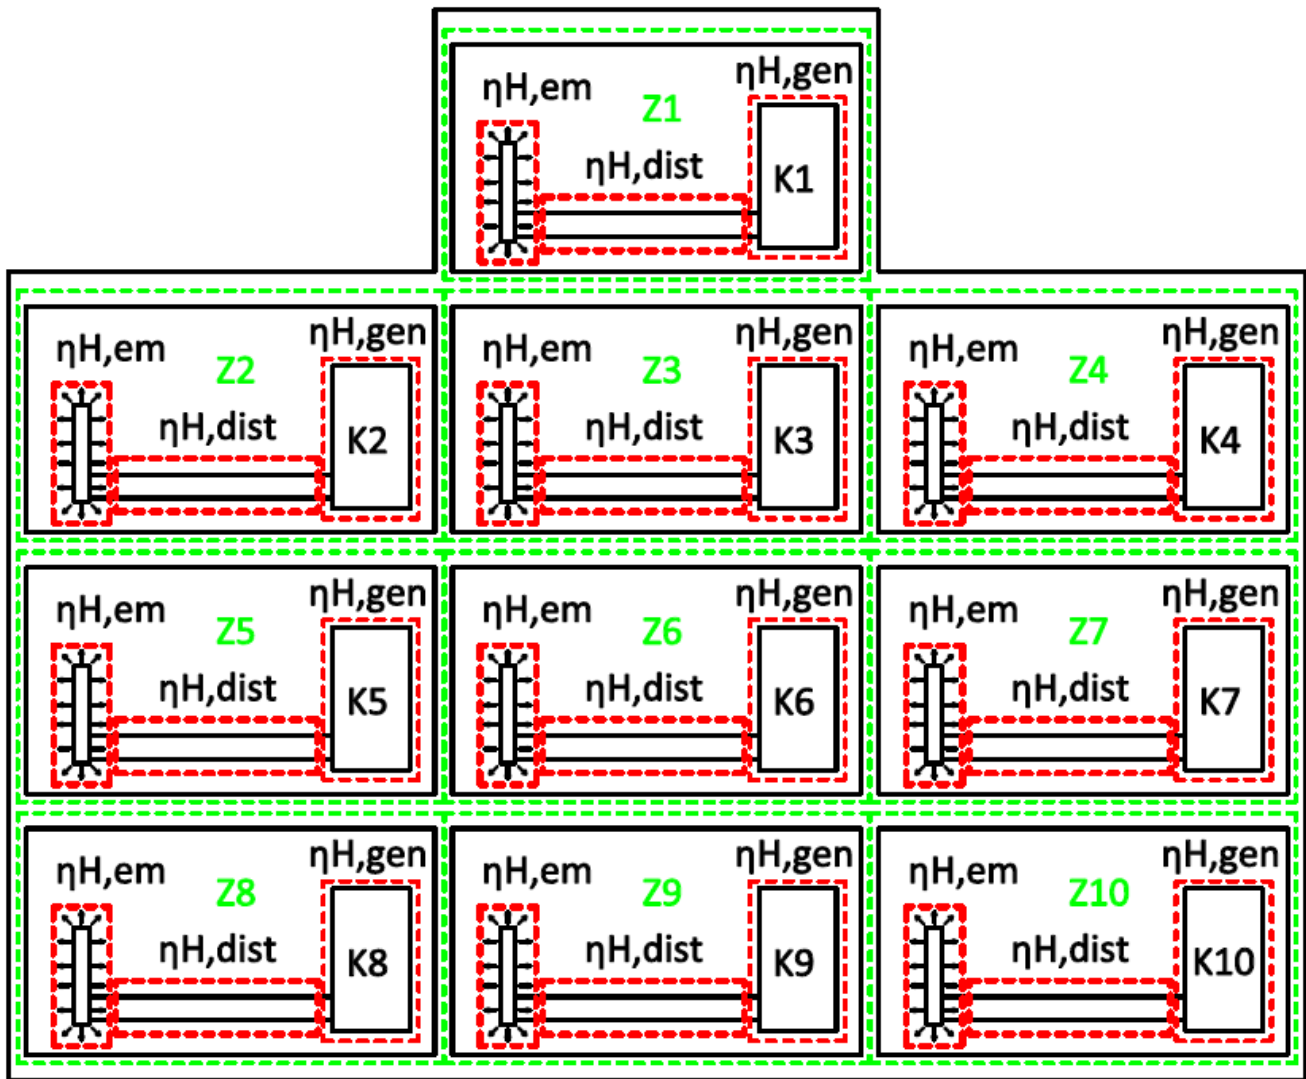 ηH,em Z1 ηH,gen
ηH,dist K1
ηH,em Z2 ηH,gen
ηH,dist K2
ηH,em Z3 ηH,gen
ηH,dist K3
ηH,em Z4 ηH,gen
ηH,dist K4
ηH,em Z5 ηH,gen
ηH,dist K5
ηH,em Z6 ηH,gen
ηH,dist K6
ηH,em Z7 ηH,gen
ηH,dist K7
ηH,em Z8 ηH,gen
ηH,dist K8
ηH,em Z9 ηH,gen
ηH,dist K9
ηH,em Z10 ηH,gen
ηH,dist K10